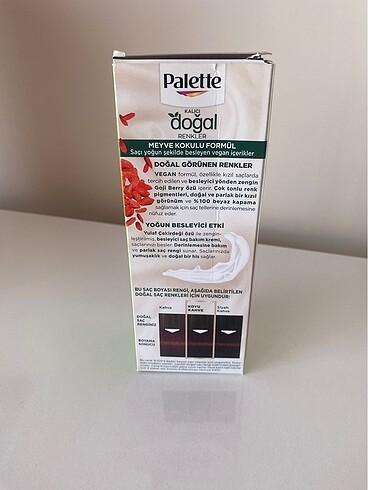 Palette
KALICI
doğal
RENKLER
MEYVE KOKULU FORMÜL
Saçı yoğun şekilde besleyen vegan içerikler
DOĞAL GÖRÜNEN RENKLER
VEGAN formül, özellikle kızıl saçlarda
tercih edilen ve besleyici yönden zengin
Goji Berry özü içerir. Çok tonlu renk
pigmentleri, doğal ve parlak bir kızıl
görünüm ve %100 beyaz kapama
sağlamak için saç tellerine derinlemesine
nüfuz eder.
YOĞUN BESLEYİCİ ETKİ
Yulaf Çekirdeği özü ile zengin-
leştirilmiş, besleyici saç bakım kremi,
saçlarınızı besler. Derinlemesine bakım
ve parlak saç rengi sunar. Saçlarınızda
yumuşaklık ve doğal bir his sağlar.
BU SAÇ BOYASI RENGİ, AŞAĞIDA BELİRTİLEN
DOĞAL SAÇ RENKLERİ İÇİN UYGUNDUR:
Kahve KOYU KAHVE Siyah Kahve
DOĞAL
SAÇ
RENGİNİZ
BOYAMA
SONUCU